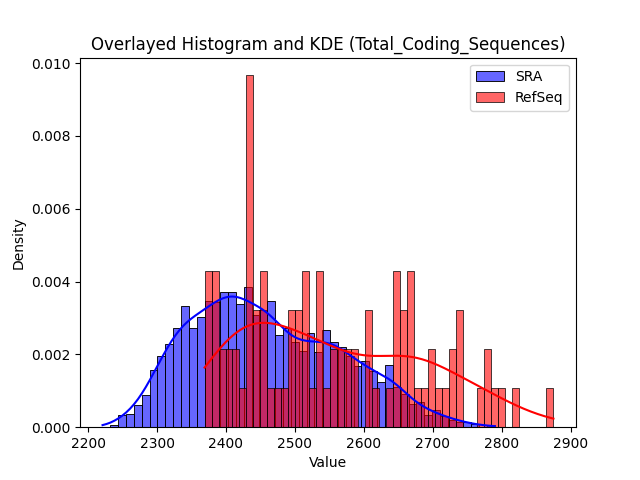 Overlayed Histogram and KDE (Total_Coding_Sequences)
SRA
RefSeq
0.010
0.008
0.006
0.004
0.002
0.000
Density
2200 2300 2400 2500 2600 2700 2800 2900
Value